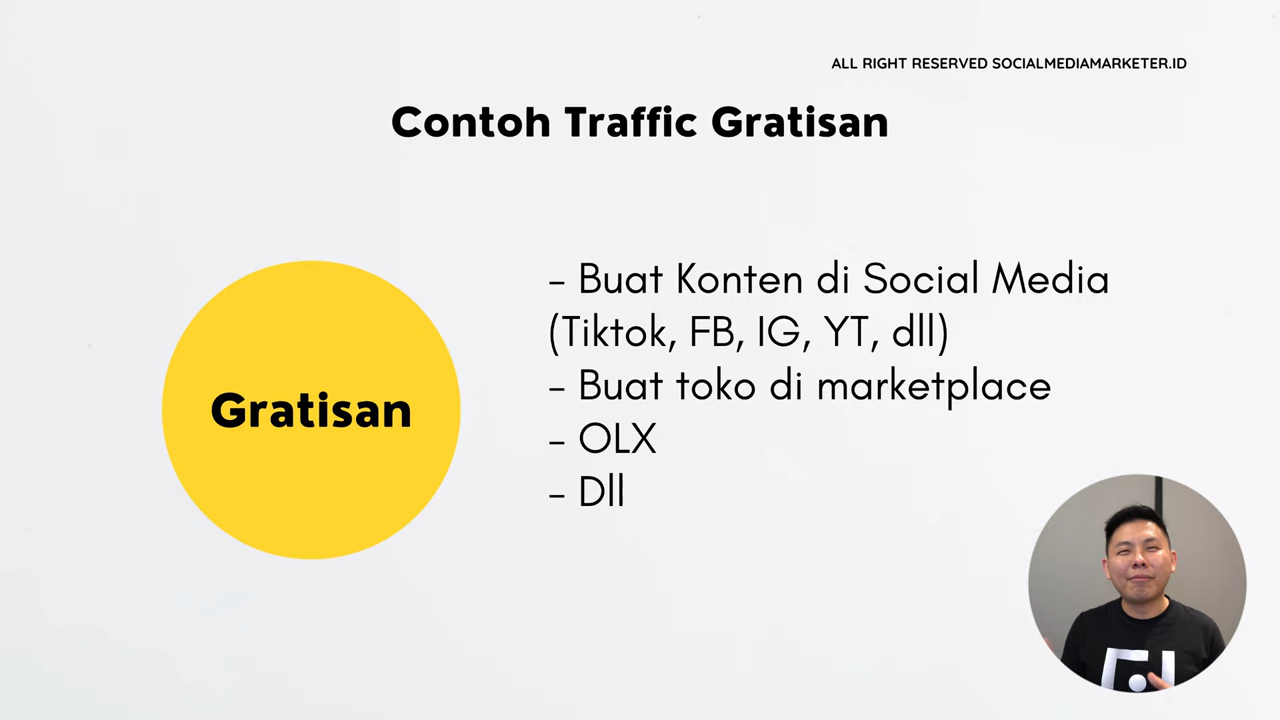 ALL RIGHT RESERVED SOCIALMEDIAMARKETER.ID
Contoh Traffic Gratisan
Gratisan
- Buat Konten di Social Media
(Tiktok, FB, IG, YT, dll)
- Buat toko di marketplace
- OLX
- Dll